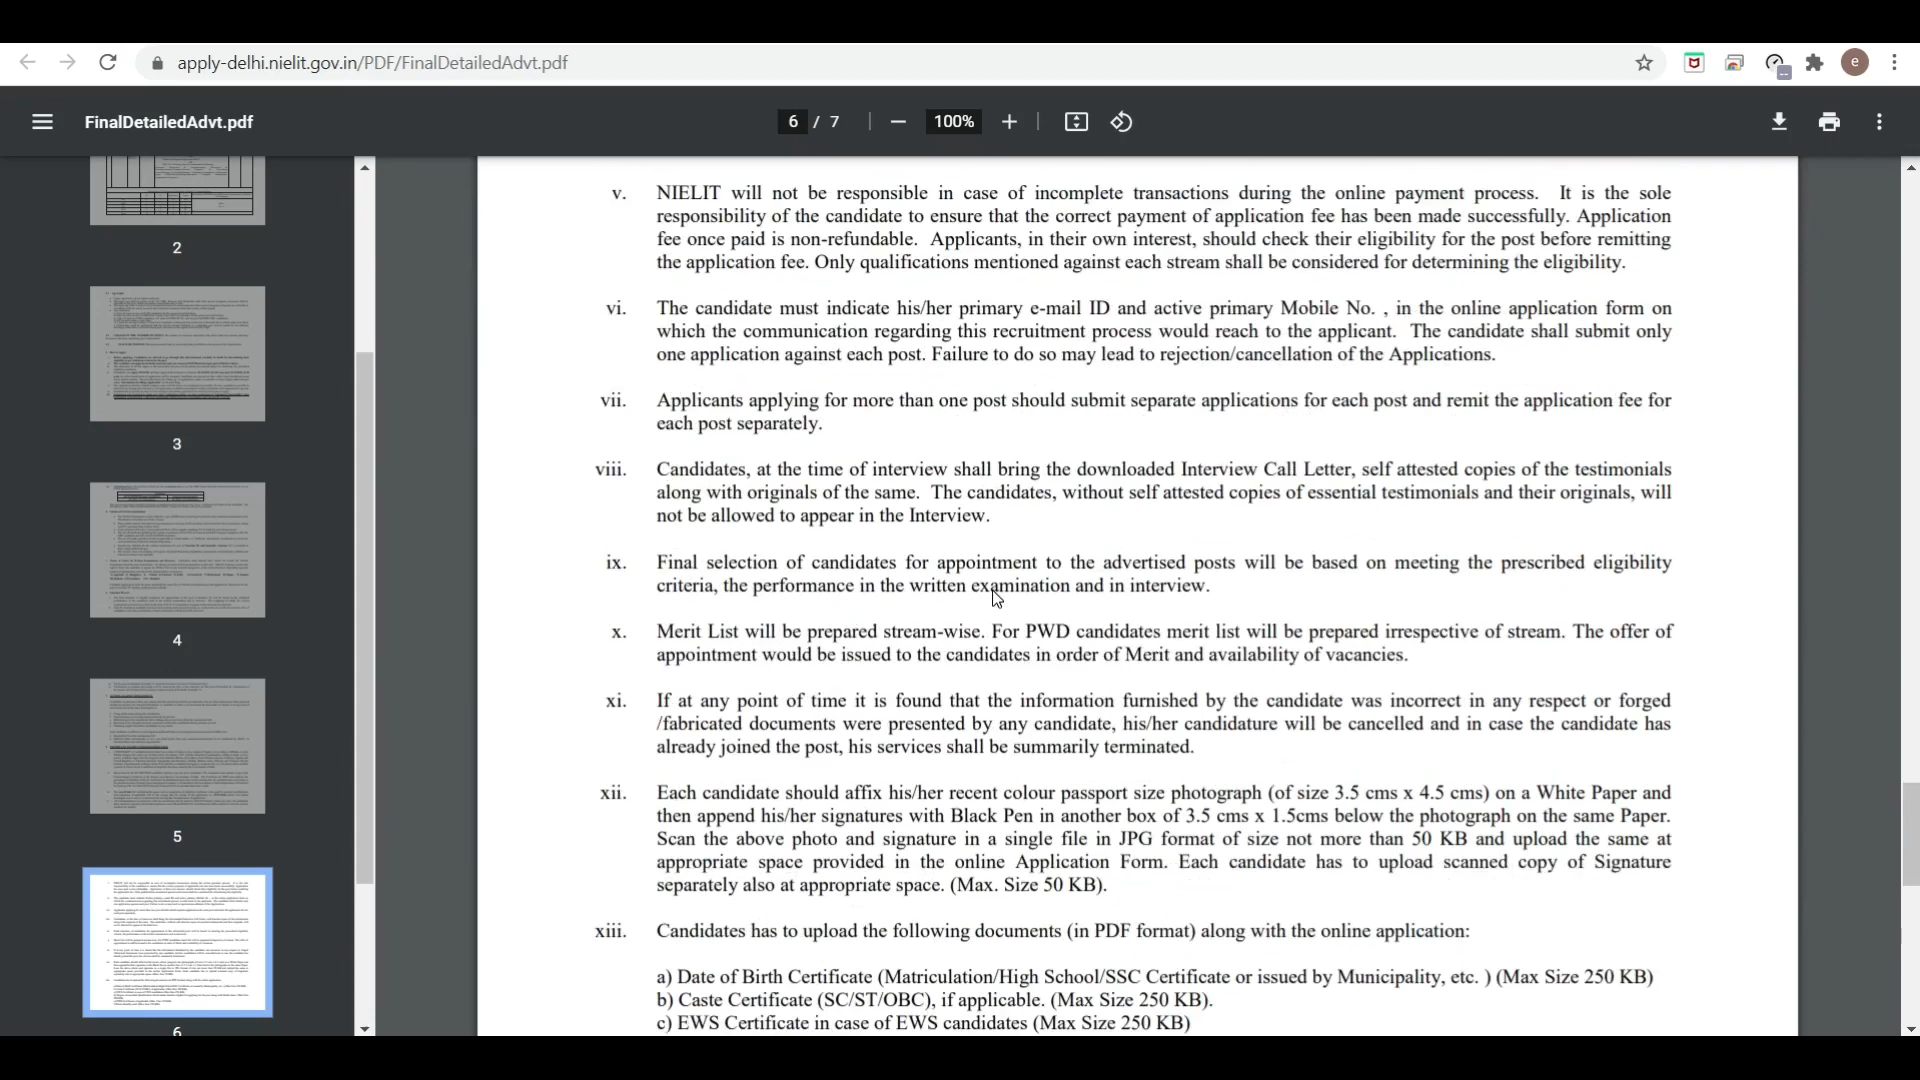 apply-delhi.nielit.gov.in/PDF/FinalDetailedAdvt.pdf
e
FinalDetailedAdvt.pdf
6 / 7
100%
2
3
4
5
6
v. NIELIT will not be responsible in case of incomplete transactions during the online payment process. It is the sole
responsibility of the candidate to ensure that the correct payment of application fee has been made successfully. Application
fee once paid is non-refundable. Applicants, in their own interest, should check their eligibility for the post before remitting
the application fee. Only qualifications mentioned against each stream shall be considered for determining the eligibility.
vi. The candidate must indicate his/her primary e-mail ID and active primary Mobile No. , in the online application form on
which the communication regarding this recruitment process would reach to the applicant. The candidate shall submit only
one application against each post. Failure to do so may lead to rejection/cancellation of the Applications.
vii. Applicants applying for more than one post should submit separate applications for each post and remit the application fee for
each post separately.
viii. Candidates, at the time of interview shall bring the downloaded Interview Call Letter, self attested copies of the testimonials
along with originals of the same. The candidates, without self attested copies of essential testimonials and their originals, will
not be allowed to appear in the Interview.
ix. Final selection of candidates for appointment to the advertised posts will be based on meeting the prescribed eligibility
criteria, the performance in the written examination and in interview.
x. Merit List will be prepared stream-wise. For PWD candidates merit list will be prepared irrespective of stream. The offer of
appointment would be issued to the candidates in order of Merit and availability of vacancies.
xi. If at any point of time it is found that the information furnished by the candidate was incorrect in any respect or forged
/fabricated documents were presented by any candidate, his/her candidature will be cancelled and in case the candidate has
already joined the post, his services shall be summarily terminated.
xii. Each candidate should affix his/her recent colour passport size photograph (of size 3.5 cms x 4.5 cms) on a White Paper and
then append his/her signatures with Black Pen in another box of 3.5 cms x 1.5cms below the photograph on the same Paper.
Scan the above photo and signature in a single file in JPG format of size not more than 50 KB and upload the same at
appropriate space provided in the online Application Form. Each candidate has to upload scanned copy of Signature
separately also at appropriate space. (Max. Size 50 KB).
xiii. Candidates has to upload the following documents (in PDF format) along with the online application:
a) Date of Birth Certificate (Matriculation/High School/SSC Certificate or issued by Municipality, etc. ) (Max Size 250 KB)
b) Caste Certificate (SC/ST/OBC), if applicable. (Max Size 250 KB).
c) EWS Certificate in case of EWS candidates (Max Size 250 KB)